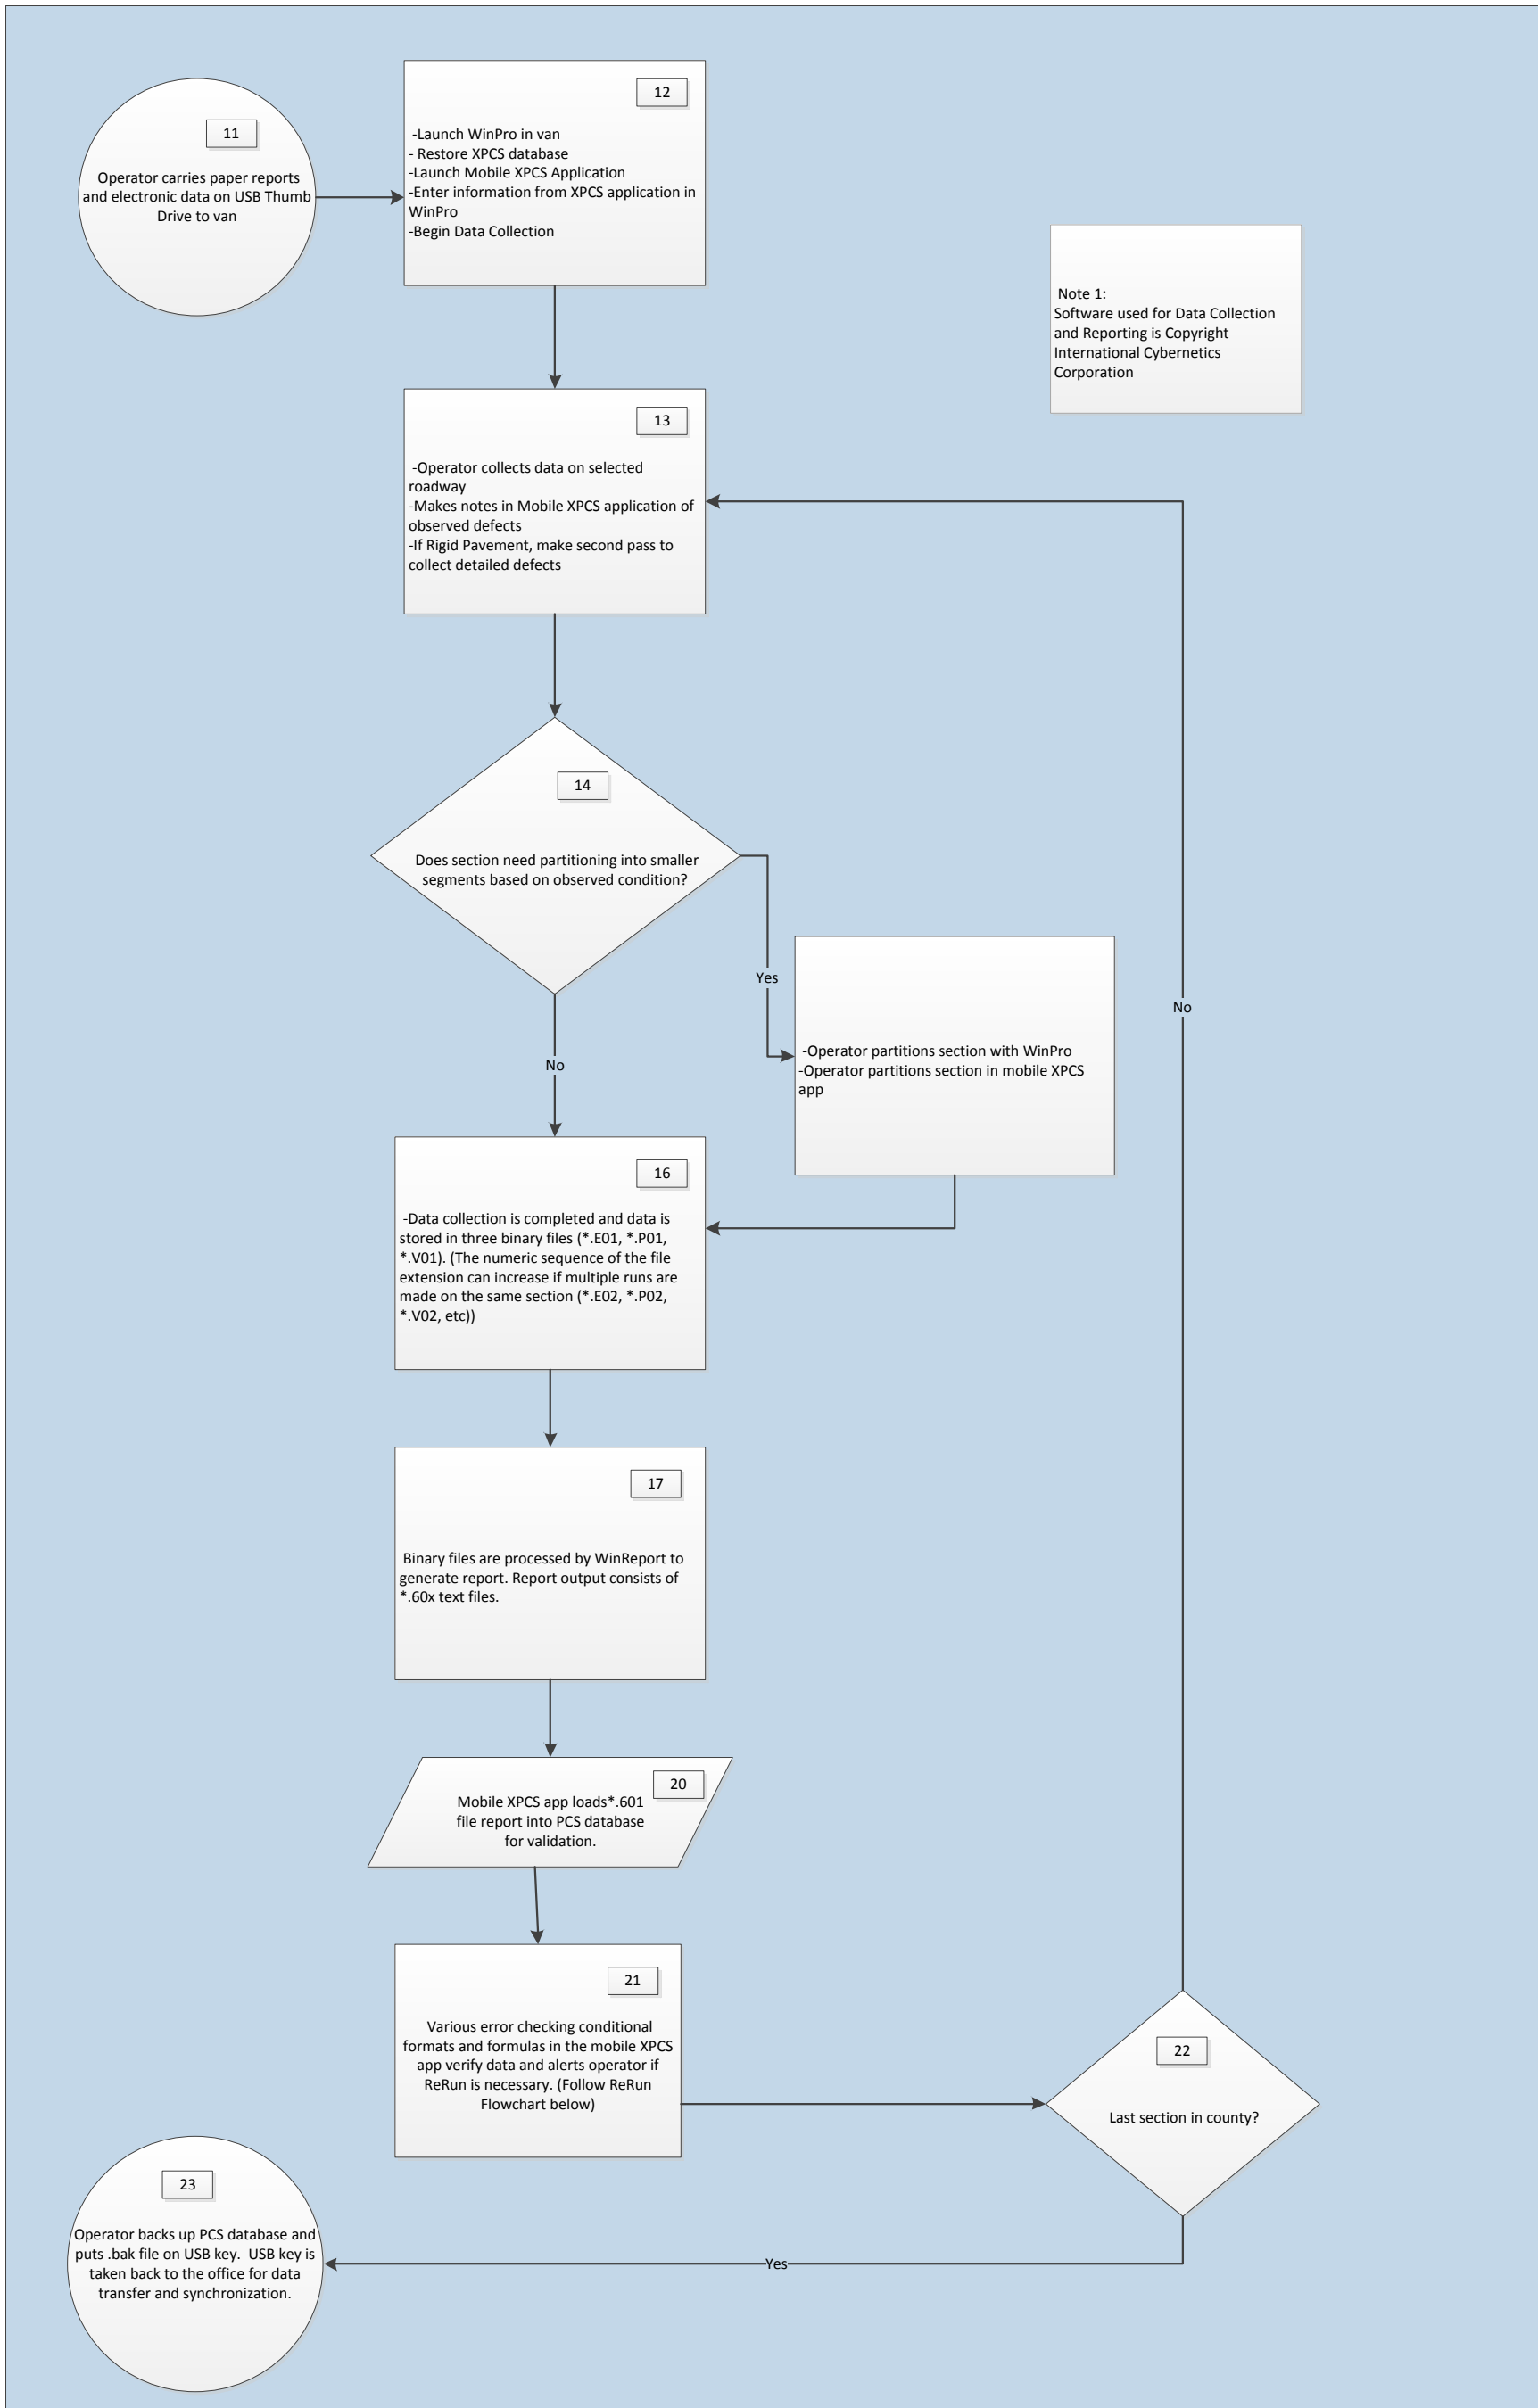 11
Operator carries paper reports
and electronic data on USB Thumb
Drive to van
12
-Launch WinPro in van
- Restore XPCS database
-Launch Mobile XPCS Application
-Enter information from XPCS application in
WinPro
-Begin Data Collection
Note 1:
Software used for Data Collection
and Reporting is Copyright
International Cybernetics
Corporation
13
-Operator collects data on selected
roadway
-Makes notes in Mobile XPCS application of
observed defects
-If Rigid Pavement, make second pass to
collect detailed defects
14
Does section need partitioning into smaller
segments based on observed condition?
Yes
No
No
-Operator partitions section with WinPro
-Operator partitions section in mobile XPCS
app
16
-Data collection is completed and data is
stored in three binary files (*.E01, *.P01,
*.V01). (The numeric sequence of the file
extension can increase if multiple runs are
made on the same section (*.E02, *.P02,
*.V02, etc))
17
Binary files are processed by WinReport to
generate report. Report output consists of
*.60x text files.
20
Mobile XPCS app loads*.601
file report into PCS database
for validation.
21
Various error checking conditional
formats and formulas in the mobile XPCS
app verify data and alerts operator if
ReRun is necessary. (Follow ReRun
Flowchart below)
22
Last section in county?
23
Operator backs up PCS database and
puts .bak file on USB key.  USB key is
taken back to the office for data
transfer and synchronization.
Yes